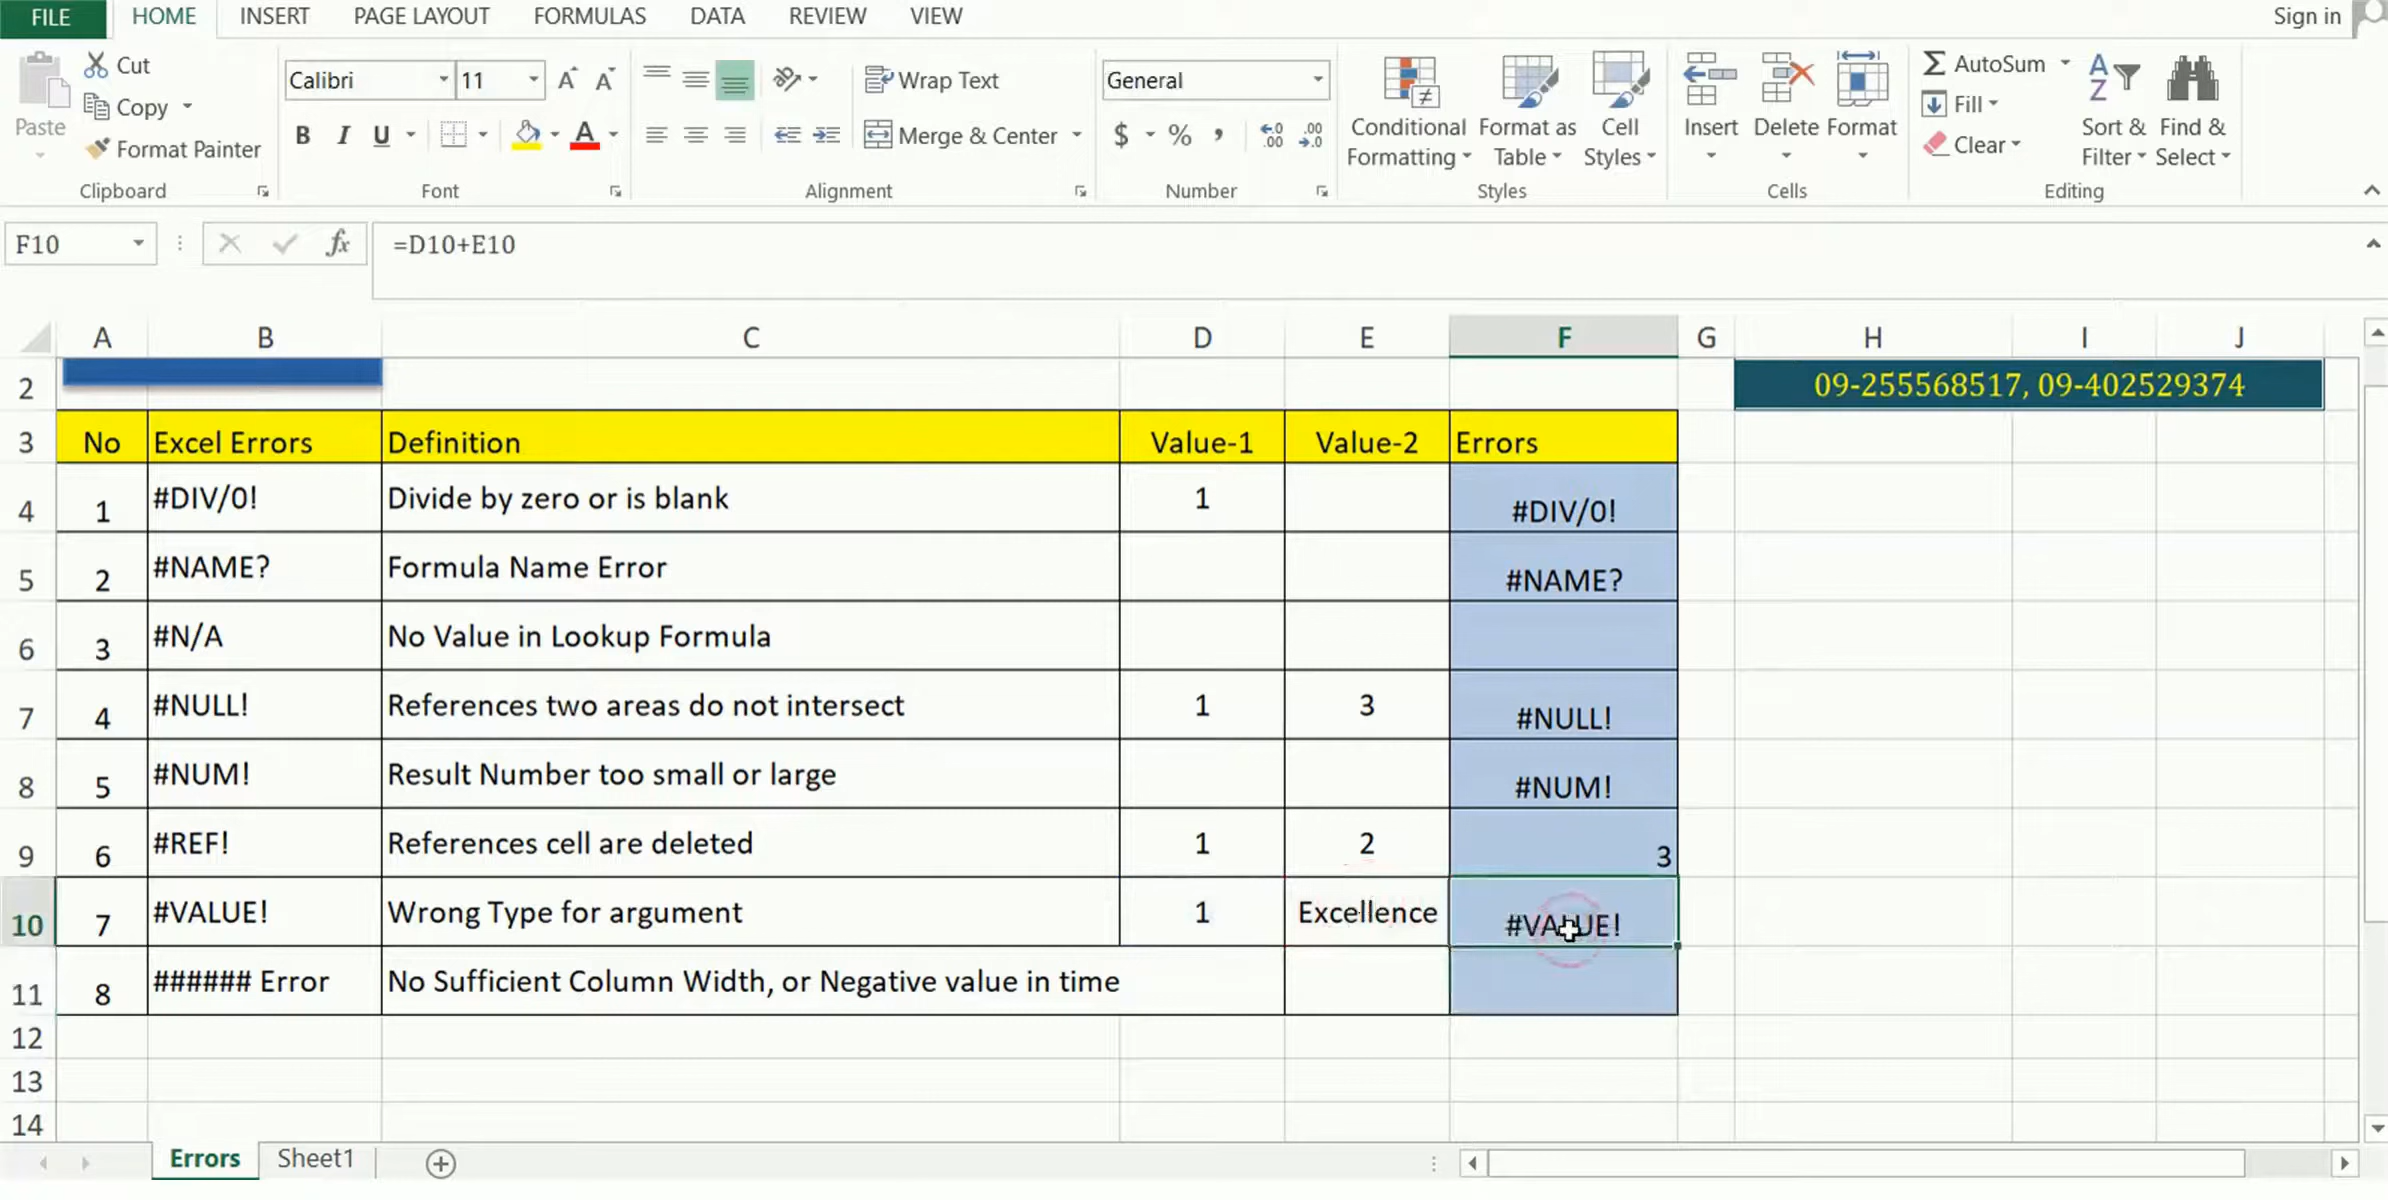 FILE HOME INSERT PAGE LAYOUT FORMULAS DATA REVIEW VIEW Sign in
Paste
Cut
Copy
Format Painter
Clipboard
Calibri 11 A A
B I U A
Font
Wrap Text
Merge & Center
Alignment
General
$ % , .0 .00 .00 .0
Number
Conditional Formatting
Format as Table
Cell Styles
Styles
Insert Delete Format
Cells
AutoSum
Fill
Clear
Sort & Filter
Find & Select
Editing
F10 fx =D10+E10
A B C D E F G H I J
2 09-255568517, 09-402529374
3 No Excel Errors Definition Value-1 Value-2 Errors
4 1 #DIV/0! Divide by zero or is blank 1 #DIV/0!
5 2 #NAME? Formula Name Error #NAME?
6 3 #N/A No Value in Lookup Formula
7 4 #NULL! References two areas do not intersect 1 3 #NULL!
8 5 #NUM! Result Number too small or large #NUM!
9 6 #REF! References cell are deleted 1 2 3
10 7 #VALUE! Wrong Type for argument 1 Excellence #VALUE!
11 8 ###### Error No Sufficient Column Width, or Negative value in time
12
13
14
Errors Sheet1